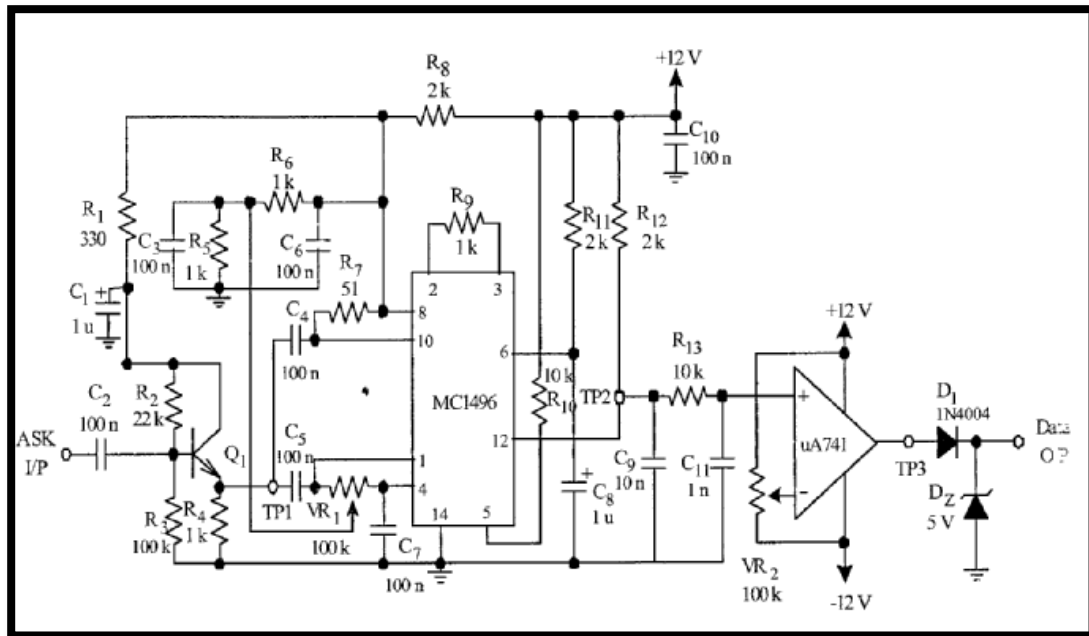 +12 V
R8
2 k
C10
100 n
R6
1 k
R9
1 k
R1
330
C3
100 n
R5
1 k
C6
100 n
R7
51
R11
2 k
R12
2 k
C1
+
1 u
2
3
C4
8
10
100 n
6
10 k
R10
MC1496
TP2
R13
10 k
+12 V
C2
100 n
R2
22 k
ASK
I/P
Q1
C5
100 n
12
1
4
TP1
VR1
100 k
R3
100 k
R4
1 k
C7
100 n
14
5
+
C8
1 u
C9
10 n
C11
1 n
+
uA741
-
D1
1N4004
TP3
Data
O/P
DZ
5 V
VR2
100 k
-12 V